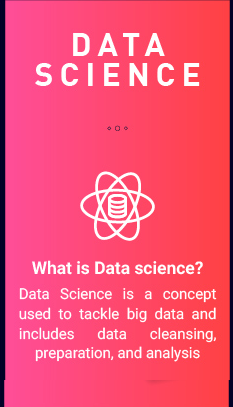 DATA
SCIENCE
What is Data science?
Data Science is a concept
used to tackle big data and
includes data cleansing,
preparation, and analysis